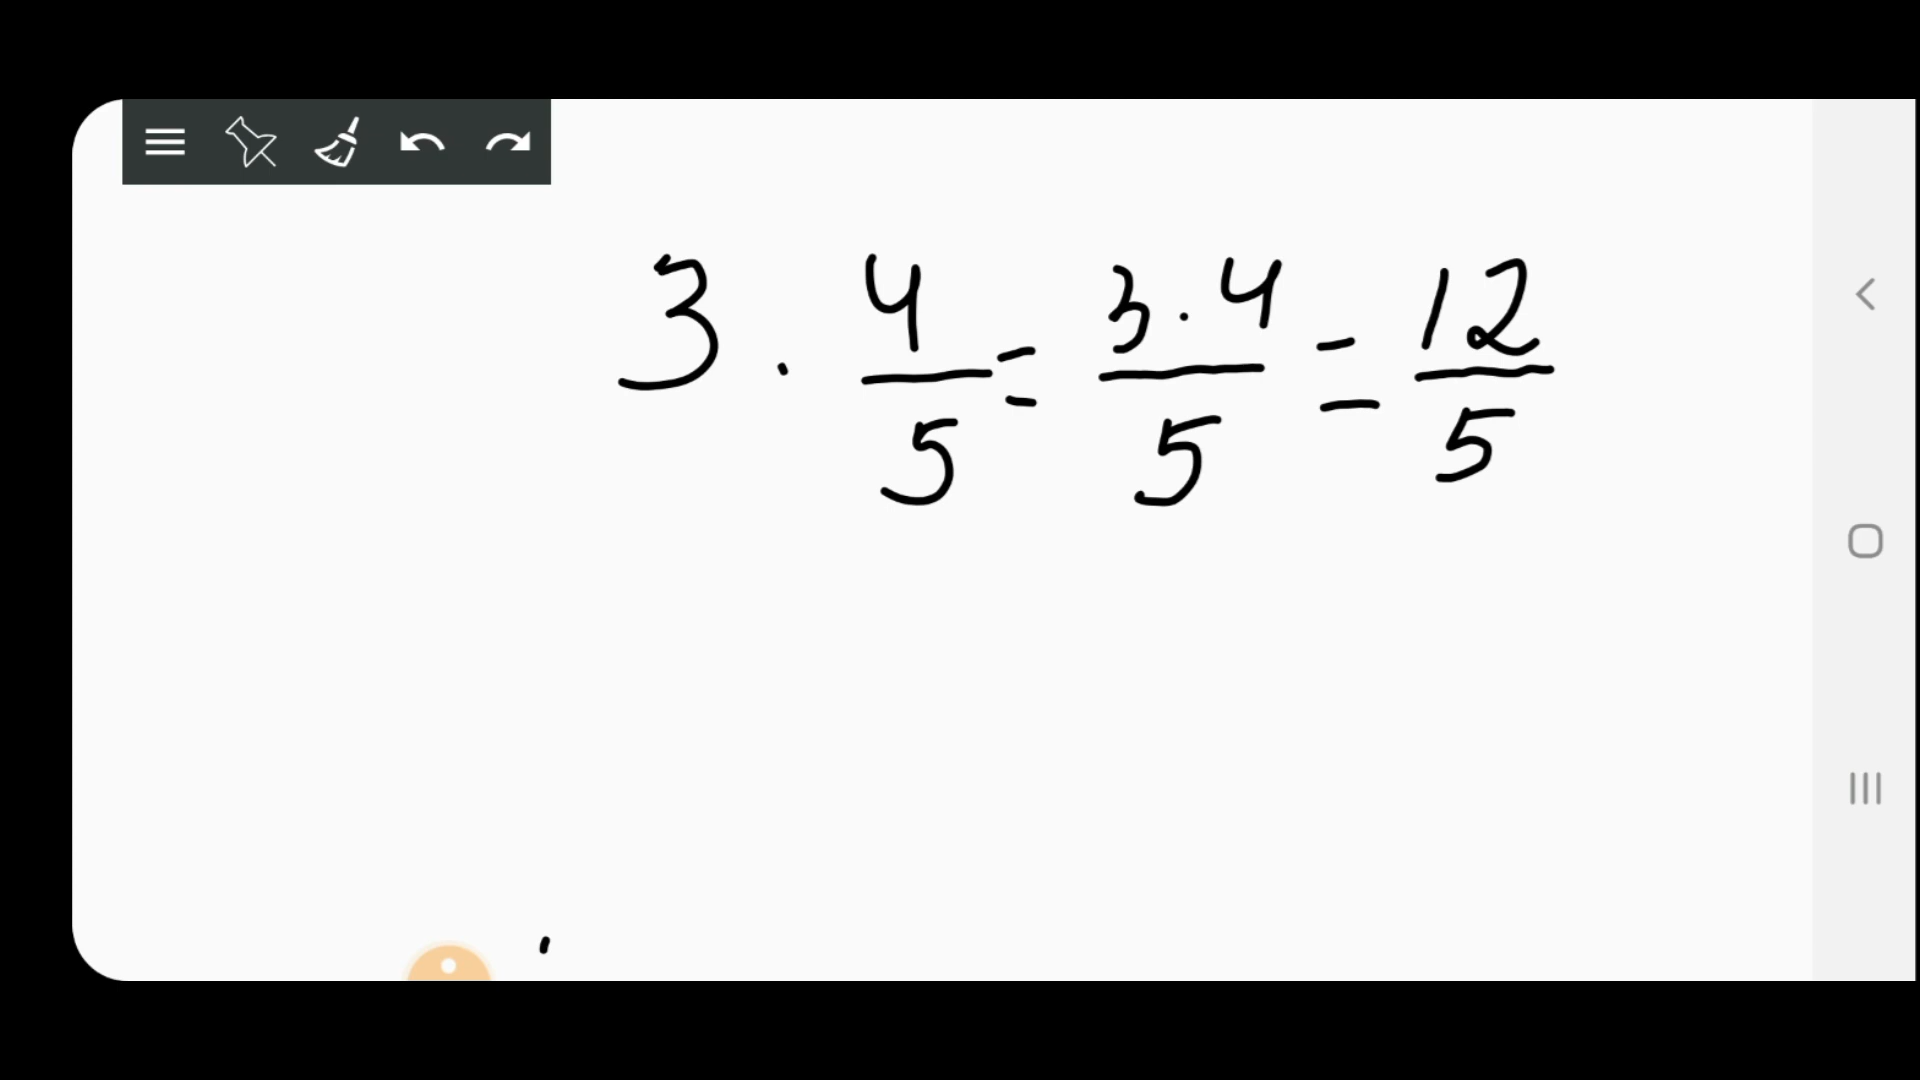 3 · 4/5 = 3 · 4/5 = 12/5